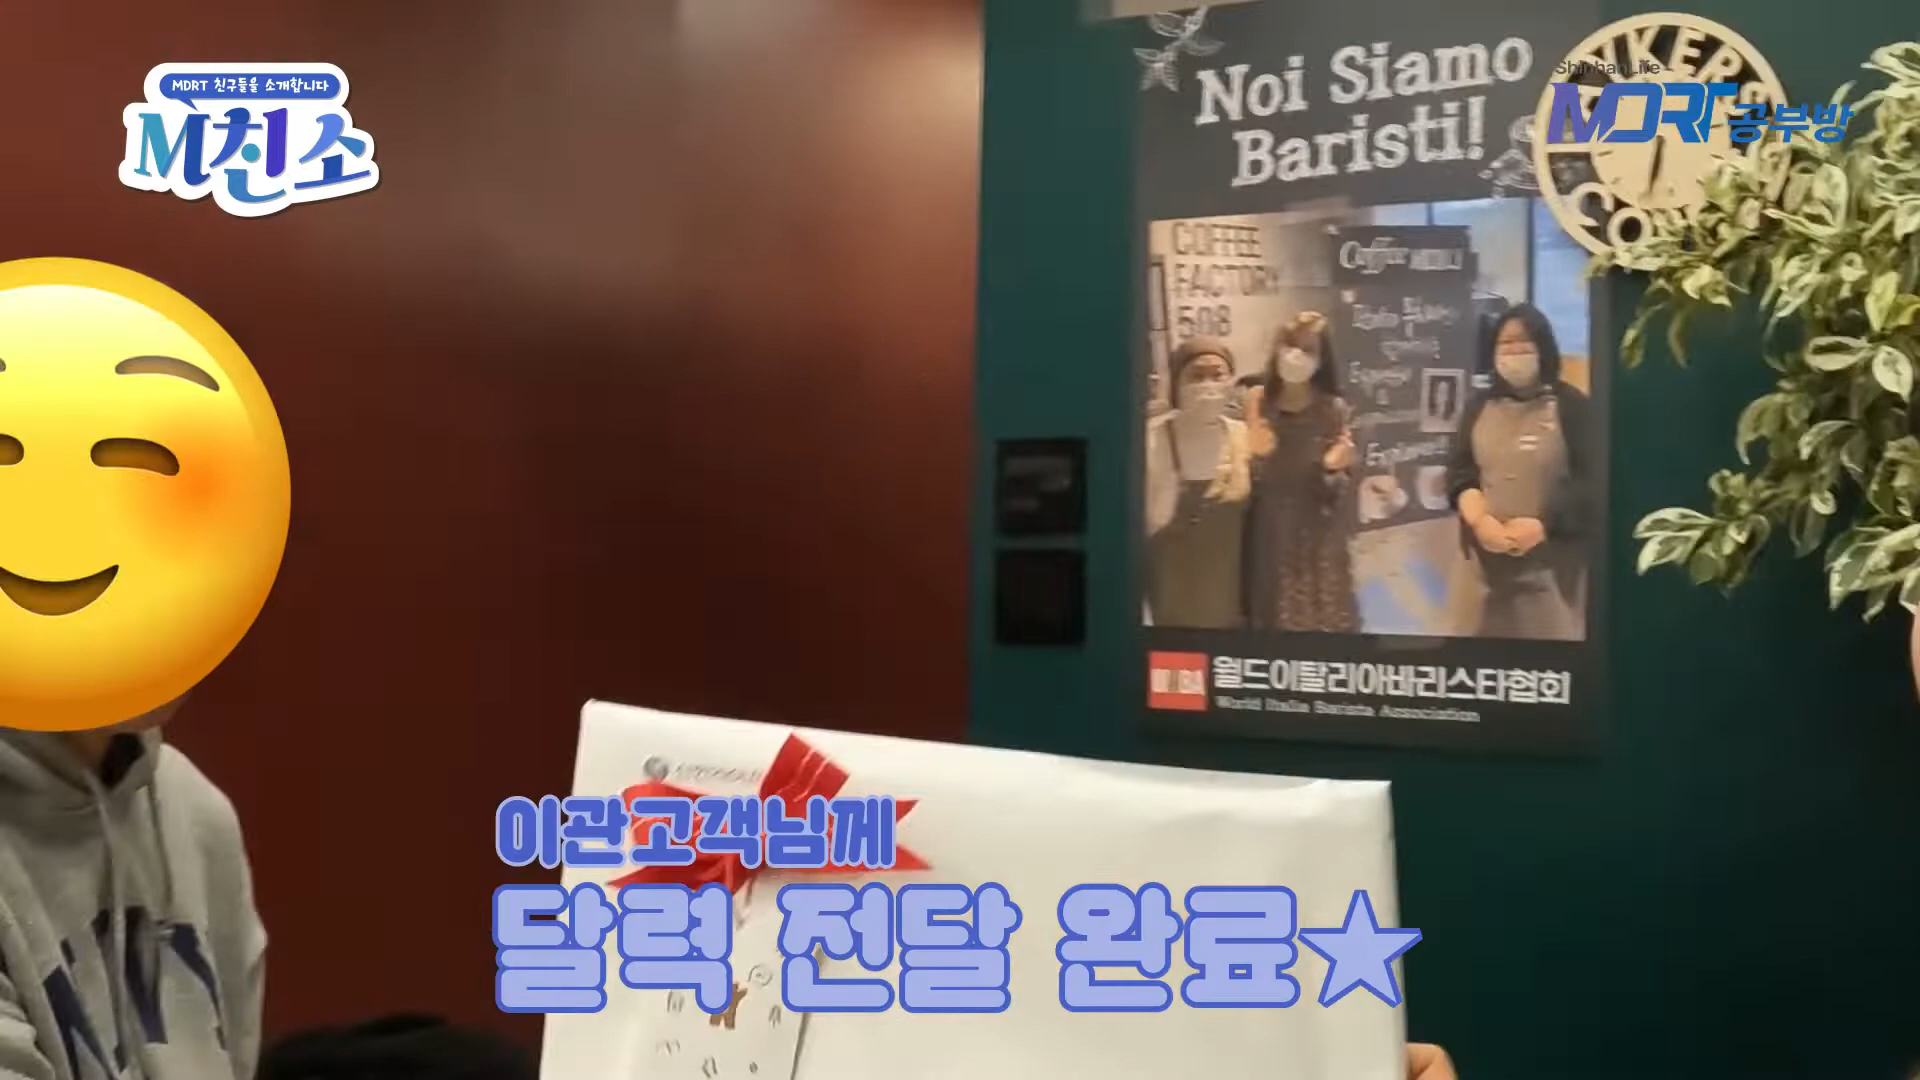 MDRT 친구들을 소개합니다
M친소
ShinhanLife
MDRT공부방
Noi Siamo
Baristi!
COFFEE
FACTORY
508
Coffee
월드이탈리아바리스타협회
World Italia Barista Association
이관고객님께
달력 전달 완료★